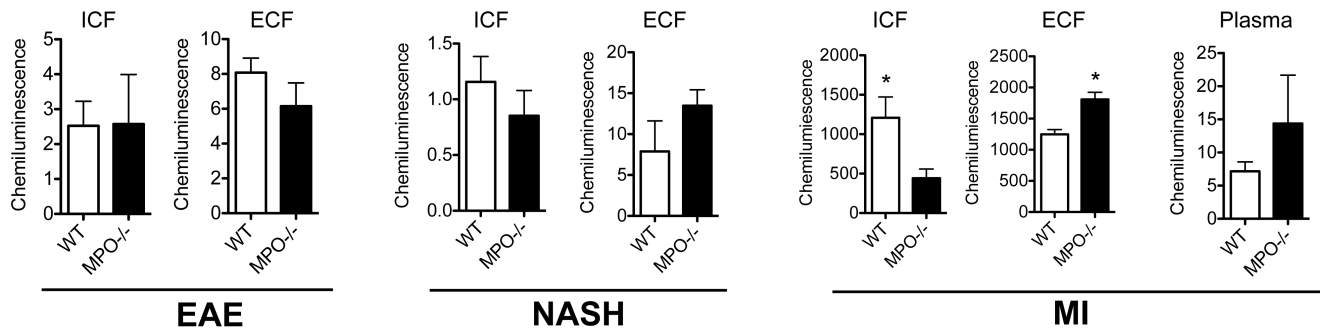 ICF
Chemiluminescence
5
4
3
2
1
0
WT
MPO-/-
ECF
Chemiluminescence
10
8
6
4
2
0
WT
MPO-/-
EAE
ICF
Chemiluminescence
1.5
1.0
0.5
0.0
WT
MPO-/-
ECF
Chemiluminescence
20
15
10
5
0
WT
MPO-/-
NASH
ICF
Chemiluminescence
2000
1500
1000
500
0
*
WT
MPO-/-
ECF
Chemilumiescence
2500
2000
1500
1000
500
0
*
WT
MPO-/-
Plasma
Chemiluminescence
25
20
15
10
5
0
WT
MPO-/-
MI